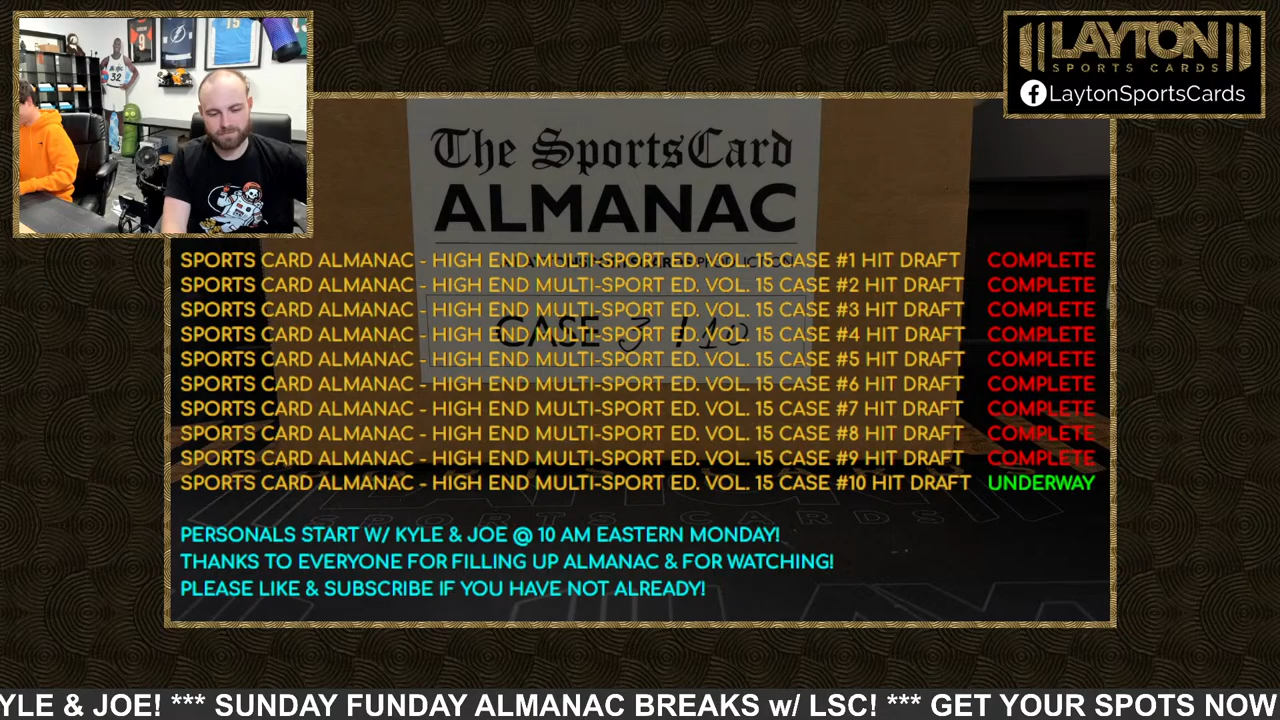 LAYTON
SPORTS CARDS
LaytonSportsCards
15
9
32
The SportsCard
ALMANAC
SPORTS CARD ALMANAC - HIGH END MULTI-SPORT ED. VOL. 15 CASE #1 HIT DRAFT COMPLETE
SPORTS CARD ALMANAC - HIGH END MULTI-SPORT ED. VOL. 15 CASE #2 HIT DRAFT COMPLETE
SPORTS CARD ALMANAC - HIGH END MULTI-SPORT ED. VOL. 15 CASE #3 HIT DRAFT COMPLETE
CASE 3 /10
SPORTS CARD ALMANAC - HIGH END MULTI-SPORT ED. VOL. 15 CASE #4 HIT DRAFT COMPLETE
SPORTS CARD ALMANAC - HIGH END MULTI-SPORT ED. VOL. 15 CASE #5 HIT DRAFT COMPLETE
SPORTS CARD ALMANAC - HIGH END MULTI-SPORT ED. VOL. 15 CASE #6 HIT DRAFT COMPLETE
SPORTS CARD ALMANAC - HIGH END MULTI-SPORT ED. VOL. 15 CASE #7 HIT DRAFT COMPLETE
SPORTS CARD ALMANAC - HIGH END MULTI-SPORT ED. VOL. 15 CASE #8 HIT DRAFT COMPLETE
SPORTS CARD ALMANAC - HIGH END MULTI-SPORT ED. VOL. 15 CASE #9 HIT DRAFT COMPLETE
SPORTS CARD ALMANAC - HIGH END MULTI-SPORT ED. VOL. 15 CASE #10 HIT DRAFT UNDERWAY
PERSONALS START W/ KYLE & JOE @ 10 AM EASTERN MONDAY!
THANKS TO EVERYONE FOR FILLING UP ALMANAC & FOR WATCHING!
PLEASE LIKE & SUBSCRIBE IF YOU HAVE NOT ALREADY!
YLE & JOE! *** SUNDAY FUNDAY ALMANAC BREAKS w/ LSC! *** GET YOUR SPOTS NOW